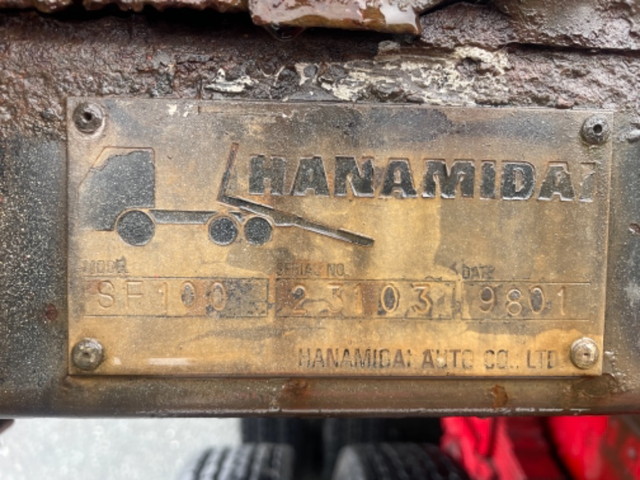 HANAMIDAI
MODEL SERIAL NO. DATE
SF100 23103 9801
HANAMIDAI AUTO CO., LTD.